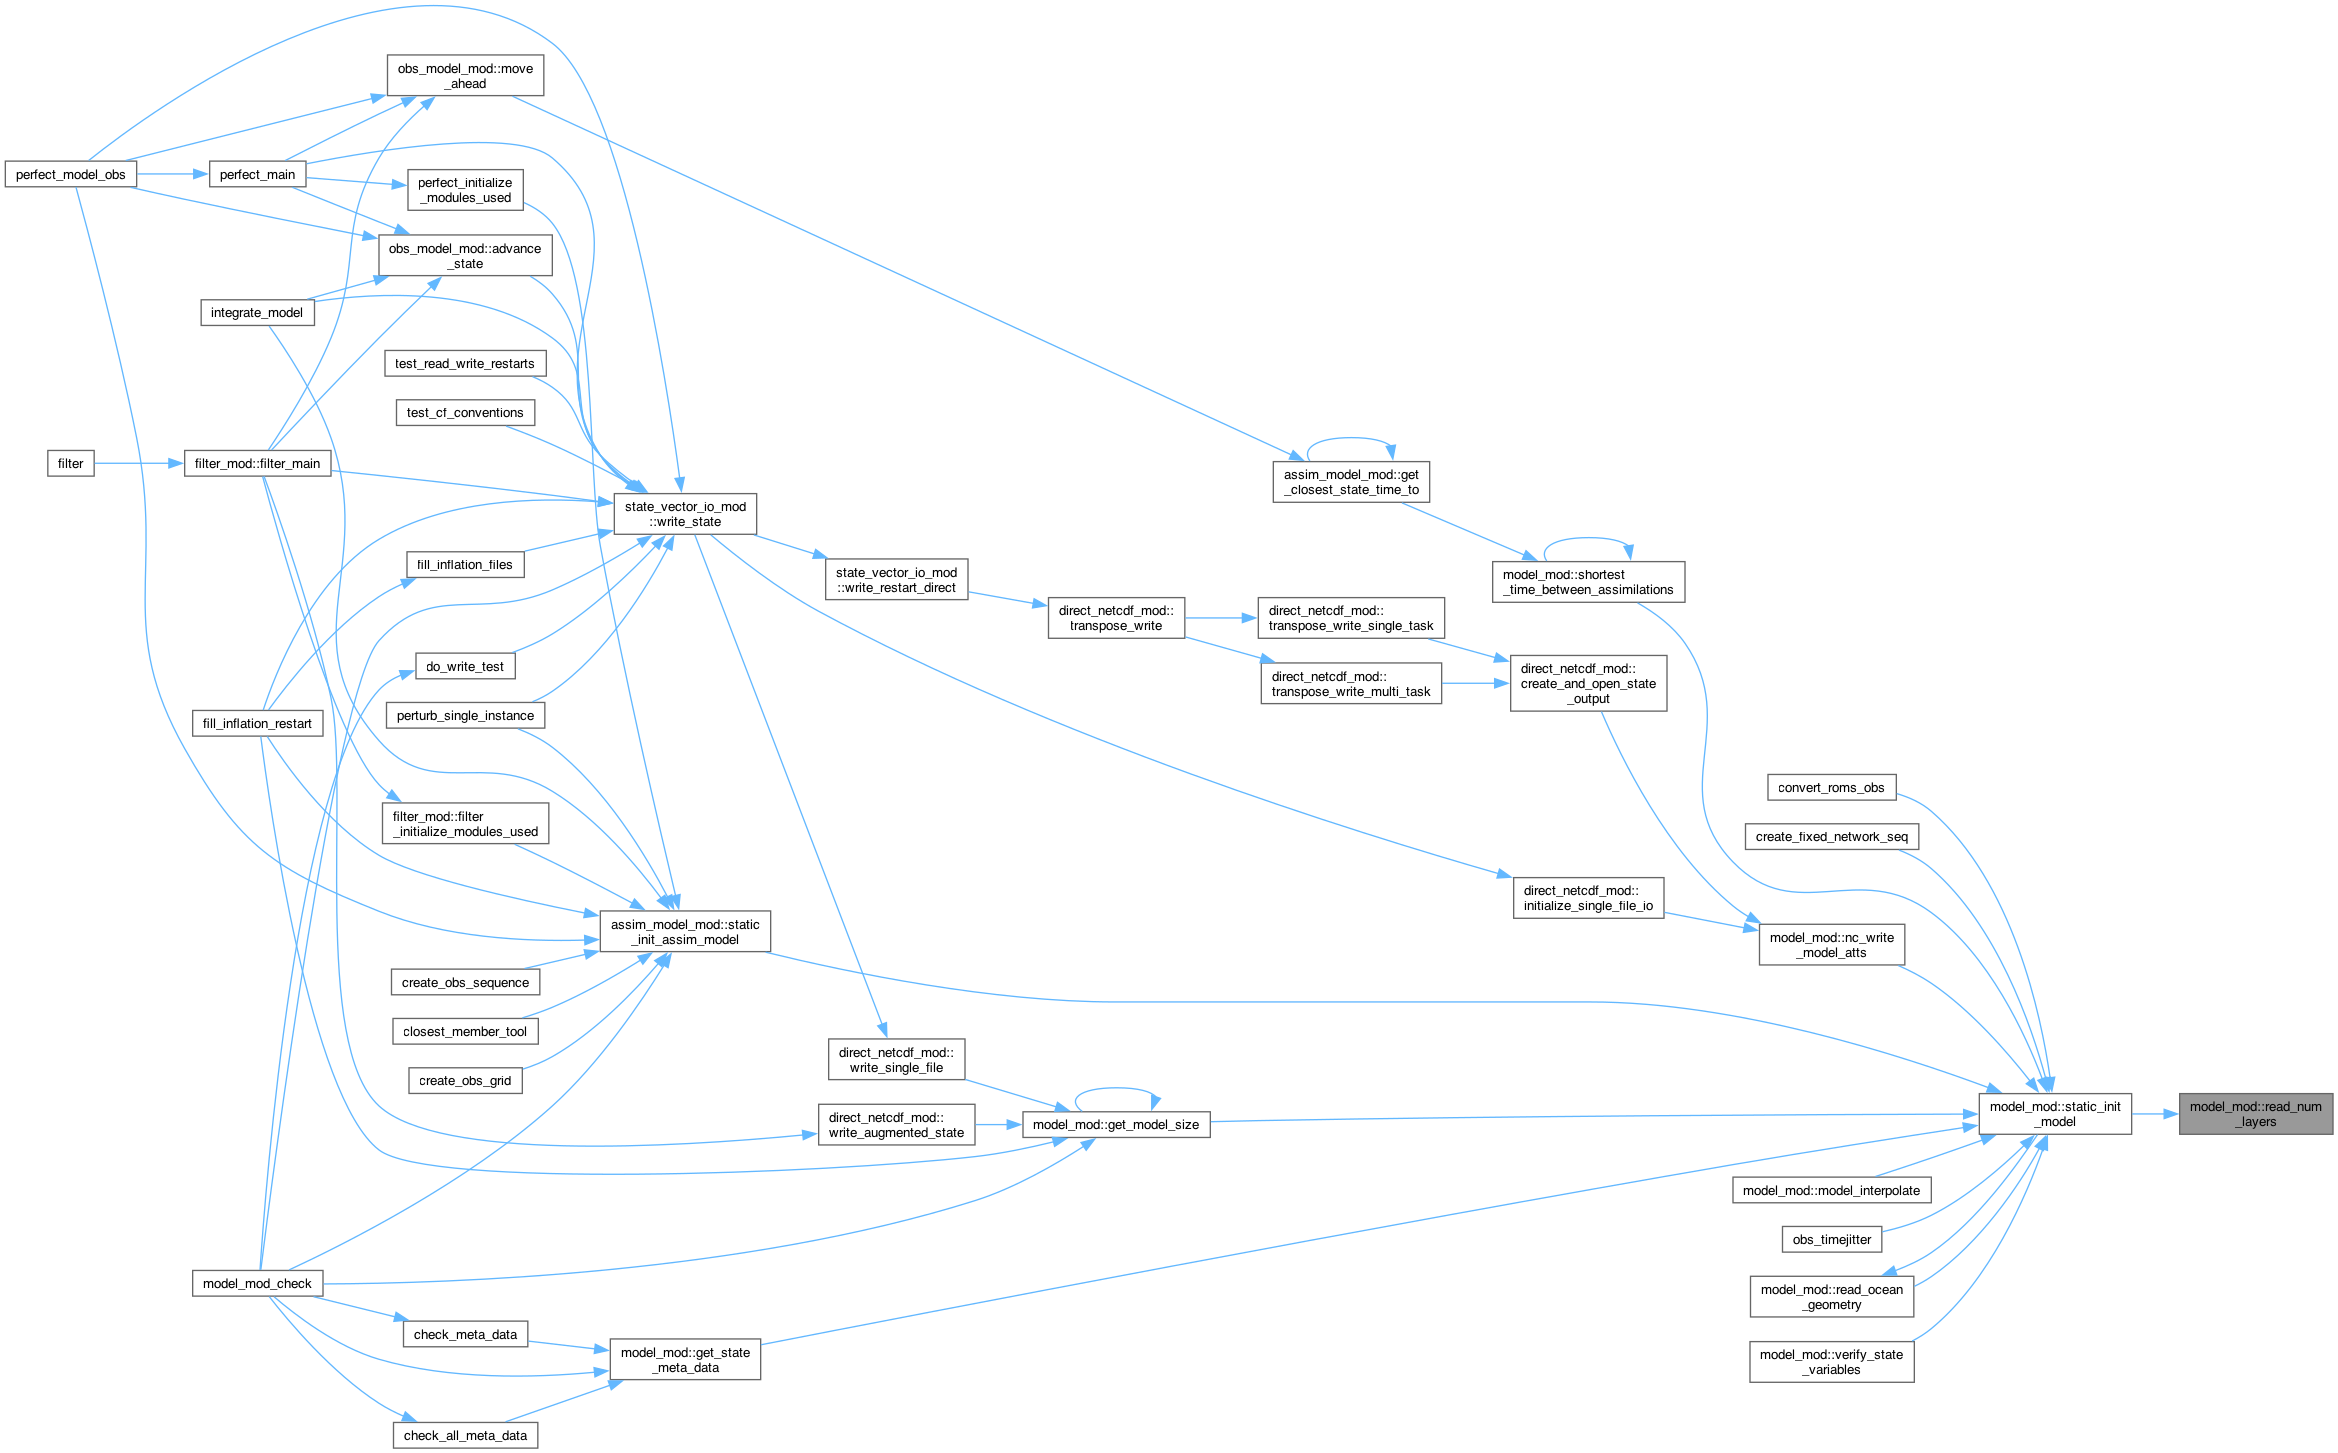 obs_model_mod::move
_ahead
perfect_model_obs
perfect_main
perfect_initialize
_modules_used
obs_model_mod::advance
_state
integrate_model
test_read_write_restarts
test_cf_conventions
filter
filter_mod::filter_main
assim_model_mod::get
_closest_state_time_to
state_vector_io_mod
::write_state
fill_inflation_files
state_vector_io_mod
::write_restart_direct
model_mod::shortest
_time_between_assimilations
direct_netcdf_mod::
transpose_write
direct_netcdf_mod::
transpose_write_single_task
do_write_test
direct_netcdf_mod::
transpose_write_multi_task
direct_netcdf_mod::
create_and_open_state
_output
perturb_single_instance
fill_inflation_restart
convert_roms_obs
filter_mod::filter
_initialize_modules_used
create_fixed_network_seq
direct_netcdf_mod::
initialize_single_file_io
assim_model_mod::static
_init_assim_model
model_mod::nc_write
_model_atts
create_obs_sequence
closest_member_tool
direct_netcdf_mod::
write_single_file
create_obs_grid
direct_netcdf_mod::
write_augmented_state
model_mod::get_model_size
model_mod::static_init
_model
model_mod::read_num
_layers
model_mod::model_interpolate
obs_timejitter
model_mod_check
model_mod::read_ocean
_geometry
check_meta_data
model_mod::get_state
_meta_data
model_mod::verify_state
_variables
check_all_meta_data